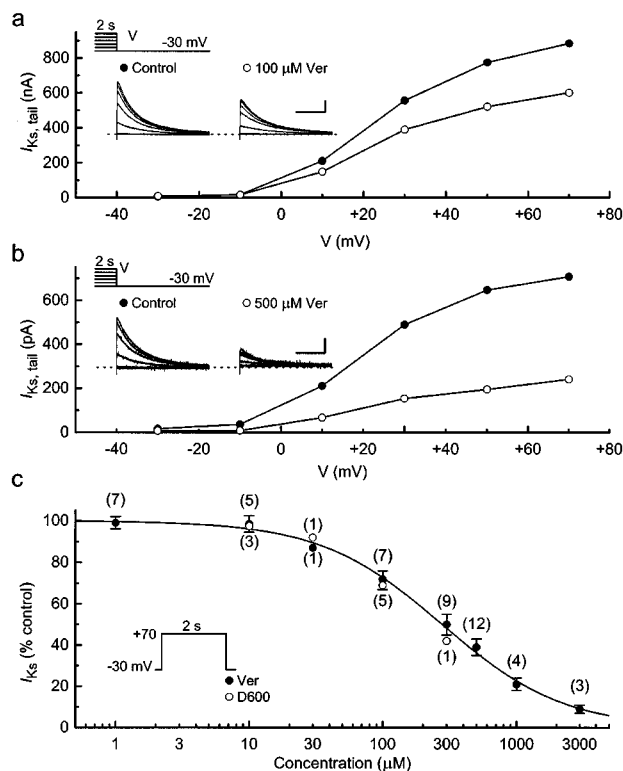 a
2 s
V
-30 mV
Control
100 µM Ver
I Ks, tail (nA)
800
600
400
200
0
-40
-20
0
+20
+40
+60
+80
V (mV)
b
2 s
V
-30 mV
Control
500 µM Ver
I Ks, tail (pA)
600
400
200
0
-40
-20
0
+20
+40
+60
+80
V (mV)
c
(7)
(5)
(3)
(1)
(1)
(7)
(5)
(9)
(1)
(12)
(4)
(3)
I Ks (% control)
100
80
60
40
20
0
2 s
+70
-30 mV
Ver
D600
1
3
10
30
100
300
1000
3000
Concentration (µM)